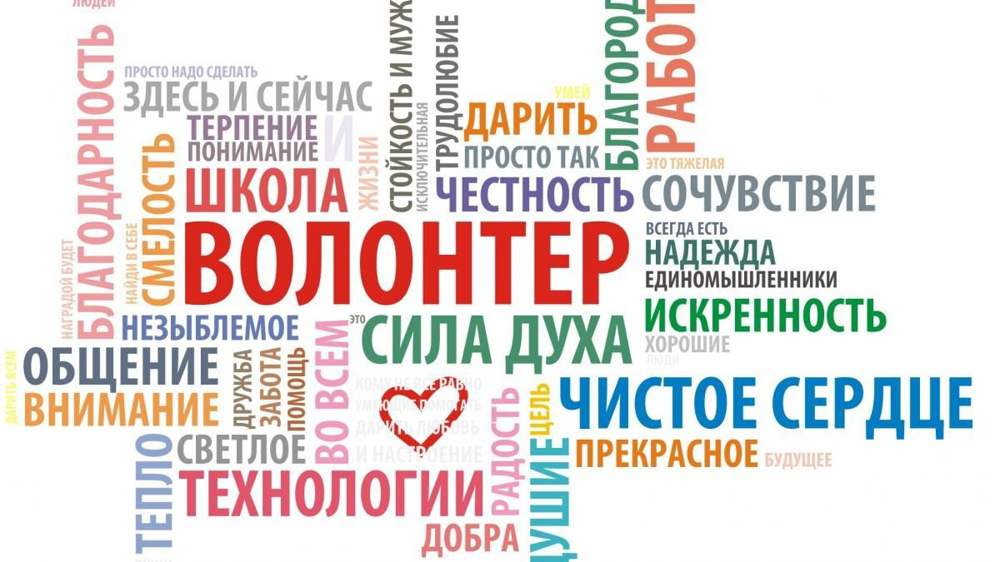 ЛЮДЕЙ
ПРОСТО НАДО СДЕЛАТЬ
ЗДЕСЬ И СЕЙЧАС
ТЕРПЕНИЕ
И
ПОНИМАНИЕ
ШКОЛА
ЖИЗНИ
БЛАГОДАРНОСТЬ
НАГРАДОЙ БУДЕТ
СМЕЛОСТЬ
НАЙДИ В СЕБЕ
СТОЙКОСТЬ И МУЖ
ИСКЛЮЧИТЕЛЬНАЯ
ТРУДОЛЮБИЕ
УМЕЙ
ДАРИТЬ
ПРОСТО ТАК
БЛАГОРОД
РАБОТ
ЭТО ТЯЖЕЛАЯ
ЧЕСТНОСТЬ
СОЧУВСТВИЕ
ВОЛОНТЕР
ВСЕГДА ЕСТЬ
НАДЕЖДА
ЕДИНОМЫШЛЕННИКИ
ИСКРЕННОСТЬ
ХОРОШИЕ
ЛЮДИ
НЕЗЫБЛЕМОЕ
ЭТО
СИЛА ДУХА
ОБЩЕНИЕ
ВНИМАНИЕ
ДАРИТЬ ВСЕМ
ДРУЖБА
ЗАБОТА
ПОМОЩЬ
ВО ВСЕМ
КОМУ НЕ ВСЕ РАВНО
УМЕЮЩИЕ ПОМОГАТЬ
ДАРИТЬ ЛЮБОВЬ
И НАСТРОЕНИЕ
РАДОСТЬ
ЦЕЛЬ
ЧИСТОЕ СЕРДЦЕ
ПРЕКРАСНОЕ
БУДУЩЕЕ
ТЕПЛО
СВЕТЛОЕ
ТЕХНОЛОГИИ
ДОБРА
ДУШИЕ